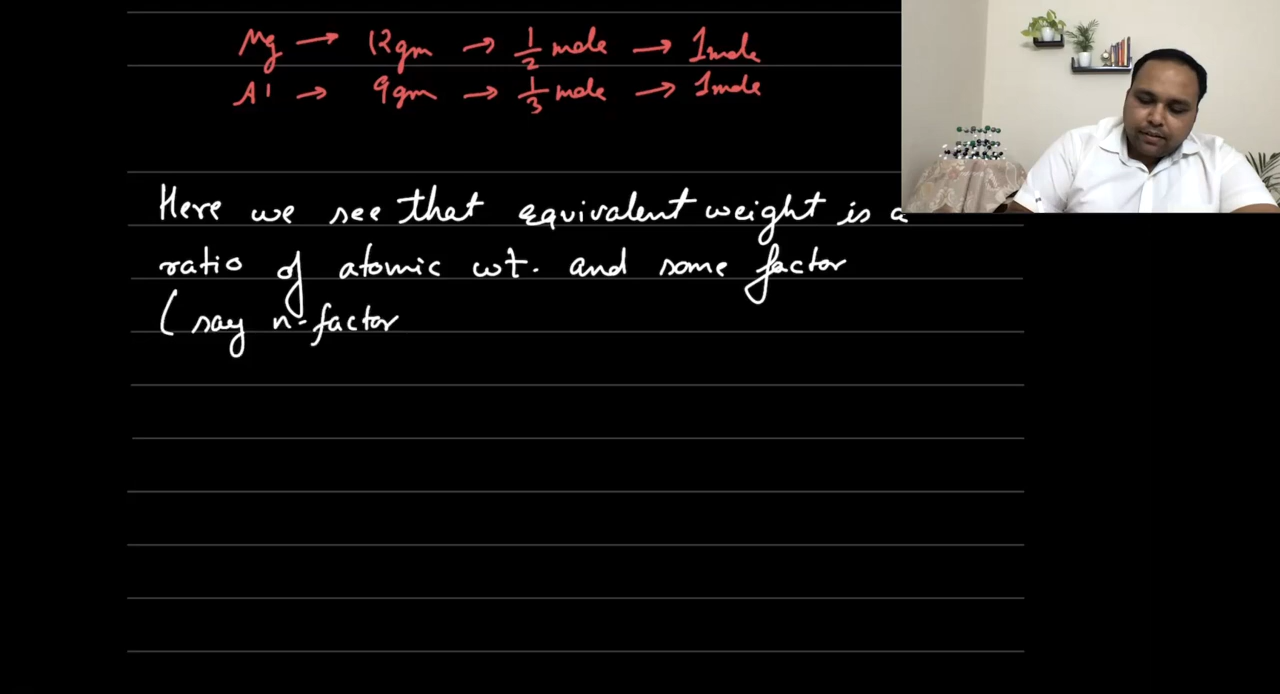 Mg → 12gm → 1/2 mole → 1mole
Al → 9gm → 1/3 mole → 1mole
Here we see that equivalent weight is a
ratio of atomic wt. and some factor
(say n-factor